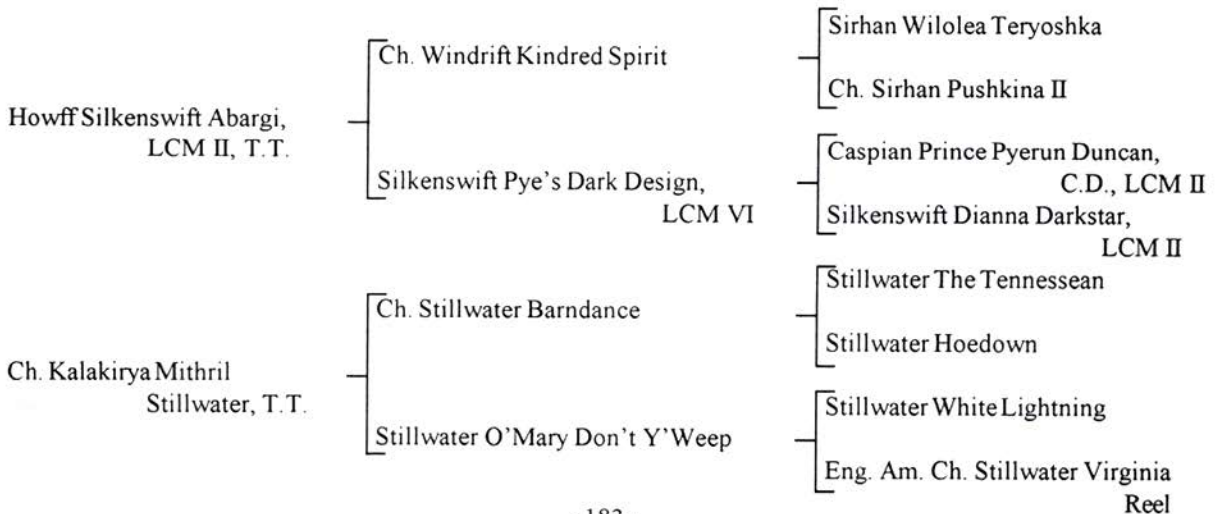 Sirhan Wilolea Teryoshka
Ch. Windrift Kindred Spirit
Ch. Sirhan Pushkina II
Howff Silkenswift Abargi,
LCM II, T.T.
Caspian Prince Pyerun Duncan,
C.D., LCM II
Silkenswift Pye's Dark Design,
LCM VI
Silkenswift Dianna Darkstar,
LCM II
Stillwater The Tennessean
Ch. Stillwater Barndance
Stillwater Hoedown
Ch. Kalakirya Mithril
Stillwater, T.T.
Stillwater White Lightning
Stillwater O'Mary Don't Y'Weep
Eng. Am. Ch. Stillwater Virginia
Reel